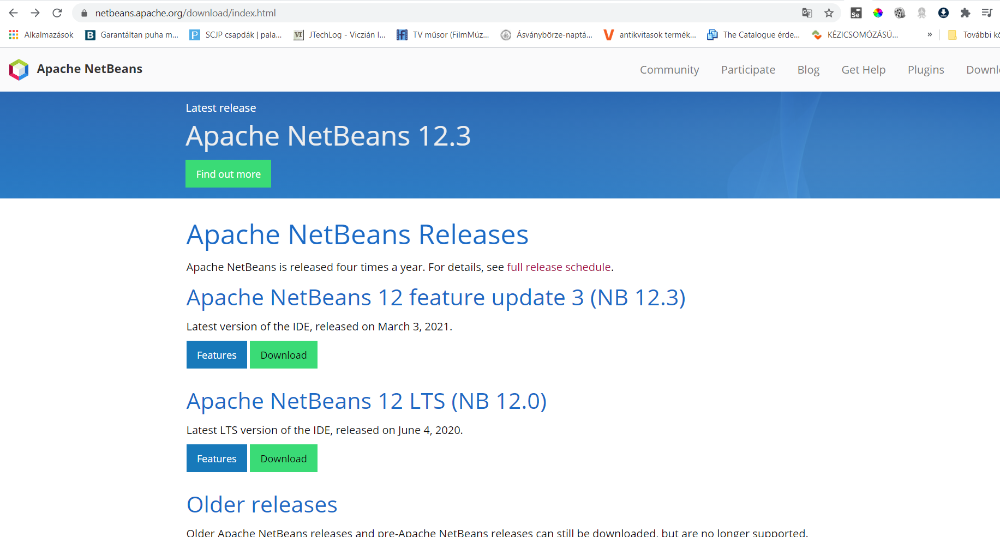 netbeans.apache.org/download/index.html
Se
Alkalmazások B Garantáltan puha m... P SCJP csapdák | pala... VI JTechLog - Viczián I... f TV műsor (FilmMúz... Ásványbörze-naptá... V antikvitasok termék... The Catalogue érde... KÉZICSOMÓZÁSÚ... » További kö
Apache NetBeans
Community Participate Blog Get Help Plugins Downl
Latest release
Apache NetBeans 12.3
Find out more
Apache NetBeans Releases
Apache NetBeans is released four times a year. For details, see full release schedule.
Apache NetBeans 12 feature update 3 (NB 12.3)
Latest version of the IDE, released on March 3, 2021.
Features Download
Apache NetBeans 12 LTS (NB 12.0)
Latest LTS version of the IDE, released on June 4, 2020.
Features Download
Older releases
Older Apache NetBeans releases and pre-Apache NetBeans releases can still be downloaded, but are no longer supported.